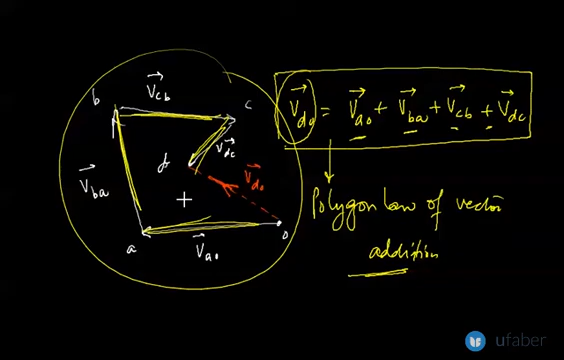 b
V⃗cb
c
V⃗do = V⃗ao + V⃗ba + V⃗cb + V⃗dc
V⃗dc
d
V⃗do
V⃗ba
Polygon law of vector
addition
a
V⃗ao
o
ufaber